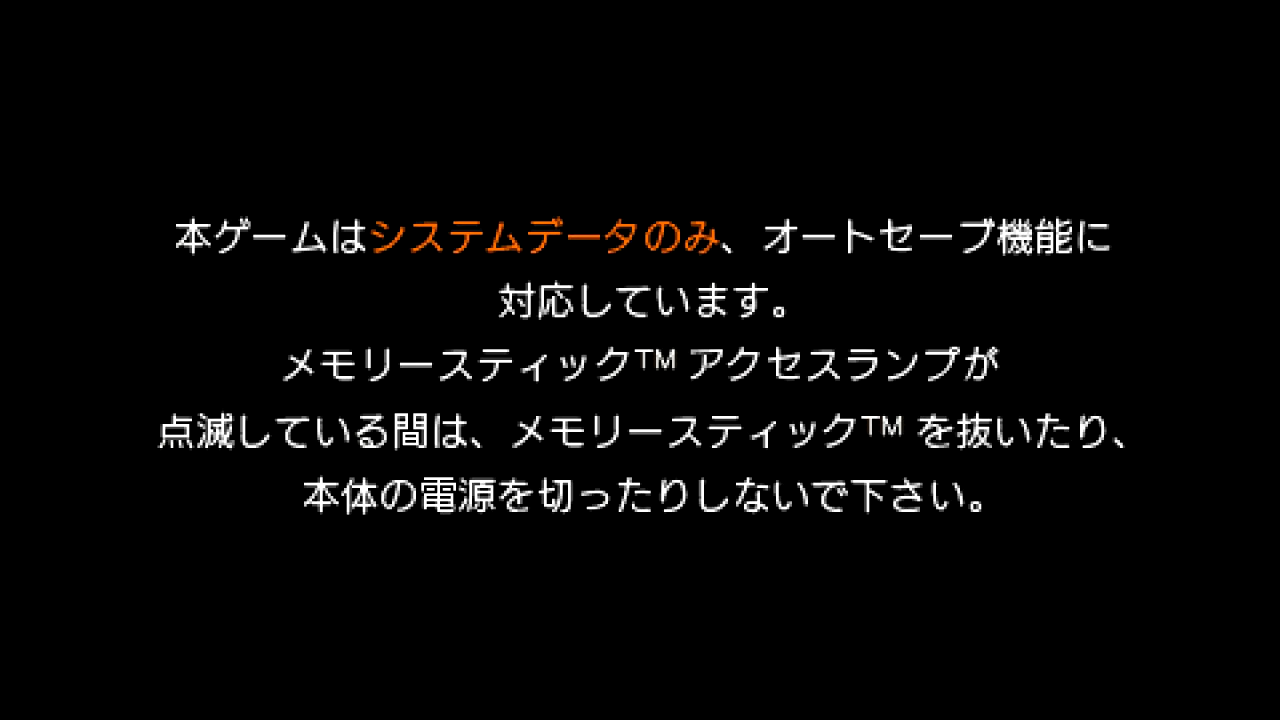 本ゲームはシステムデータのみ、オートセーブ機能に
対応しています。
メモリースティック™ アクセスランプが
点滅している間は、メモリースティック™ を抜いたり、
本体の電源を切ったりしないで下さい。